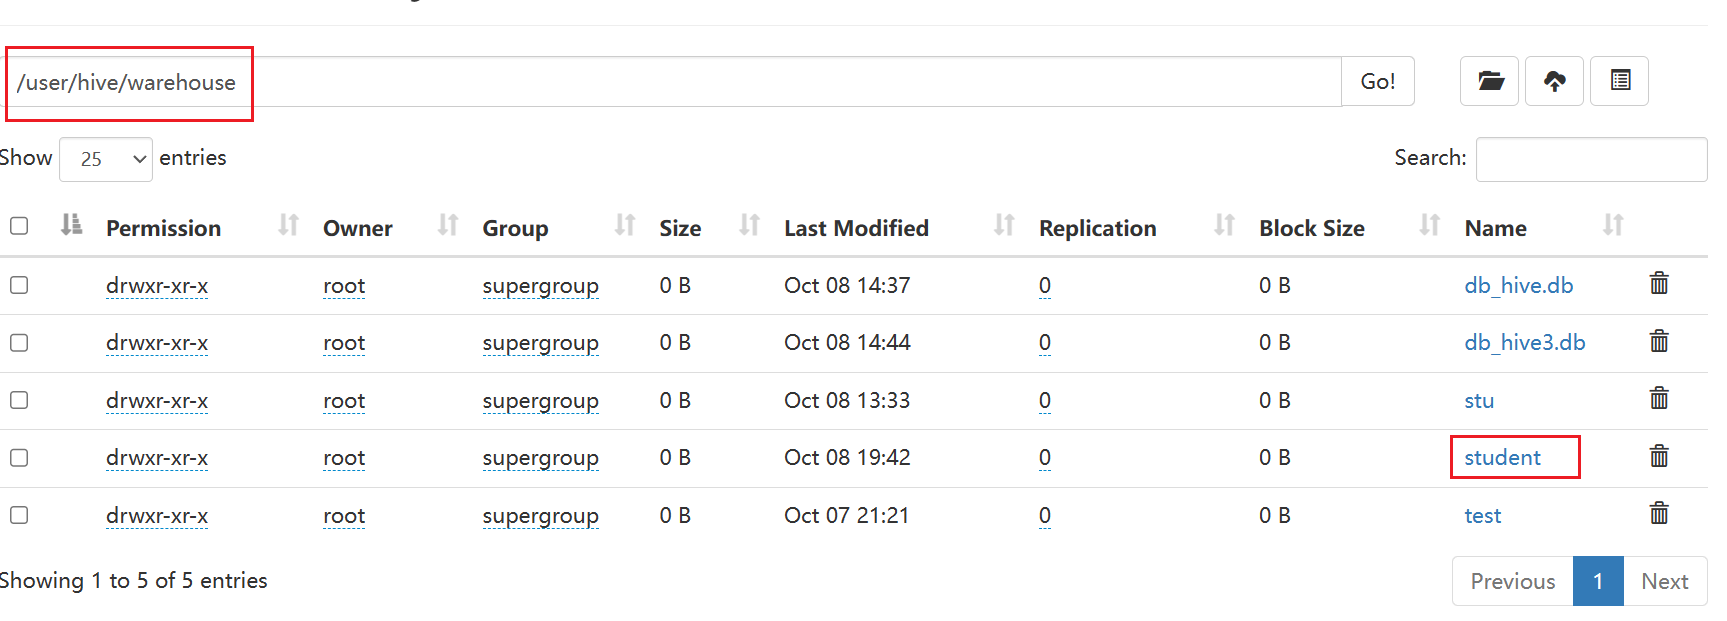 /user/hive/warehouse Go!
Show 25 entries Search:
Permission Owner Group Size Last Modified Replication Block Size Name
drwxr-xr-x root supergroup 0 B Oct 08 14:37 0 0 B db_hive.db
drwxr-xr-x root supergroup 0 B Oct 08 14:44 0 0 B db_hive3.db
drwxr-xr-x root supergroup 0 B Oct 08 13:33 0 0 B stu
drwxr-xr-x root supergroup 0 B Oct 08 19:42 0 0 B student
drwxr-xr-x root supergroup 0 B Oct 07 21:21 0 0 B test
Showing 1 to 5 of 5 entries Previous 1 Next